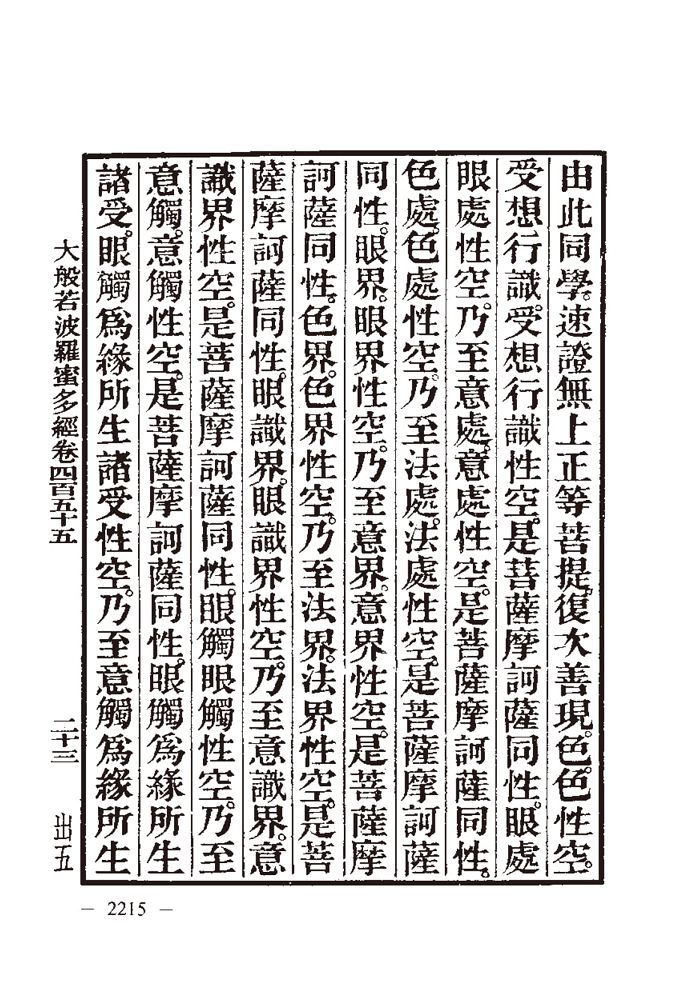 由此同學。速證無上正等菩提。復次善現。色。色性空。
受想行識。受想行識性空。是菩薩摩訶薩同性。眼處
眼處性空。乃至意處。意處性空。是菩薩摩訶薩同性。
色處。色處性空。乃至法處。法處性空。是菩薩摩訶薩
同性。眼界。眼界性空。乃至意界。意界性空。是菩薩摩
訶薩同性。色界。色界性空。乃至法界。法界性空。是菩
薩摩訶薩同性。眼識界。眼識界性空。乃至意識界。意
識界性空。是菩薩摩訶薩同性。眼觸眼觸性空。乃至
意觸。意觸性空。是菩薩摩訶薩同性。眼觸為緣所生
諸受。眼觸為緣所生諸受性空。乃至意觸為緣所生
大般若波羅蜜多經卷四百五十五
二十三
出五
— 2215 —